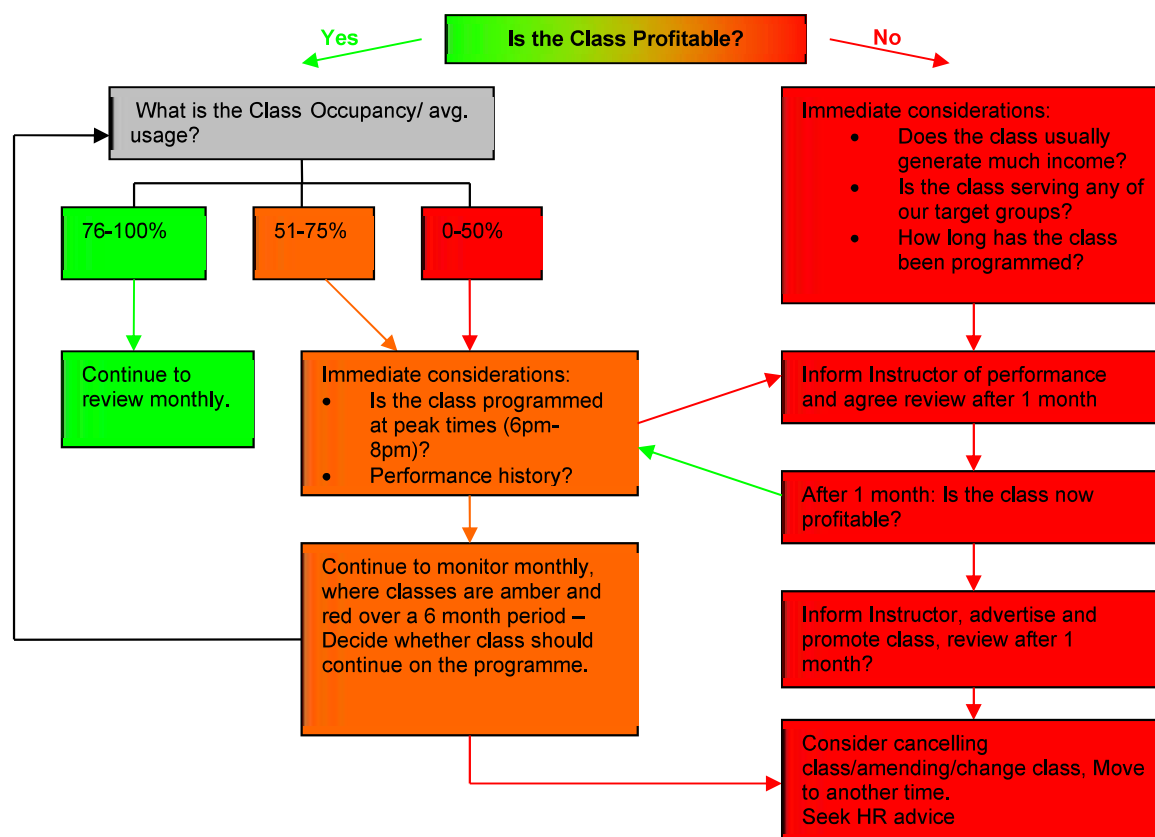 Is the Class Profitable?
Yes
No
What is the Class Occupancy/ avg.
usage?
76-100%
51-75%
0-50%
Continue to
review monthly.
Immediate considerations:
• Is the class programmed
at peak times (6pm-
8pm)?
• Performance history?
Continue to monitor monthly,
where classes are amber and
red over a 6 month period –
Decide whether class should
continue on the programme.
Immediate considerations:
• Does the class usually
generate much income?
• Is the class serving any of
our target groups?
• How long has the class
been programmed?
Inform Instructor of performance
and agree review after 1 month
After 1 month: Is the class now
profitable?
Inform Instructor, advertise and
promote class, review after 1
month?
Consider cancelling
class/amending/change class, Move
to another time.
Seek HR advice